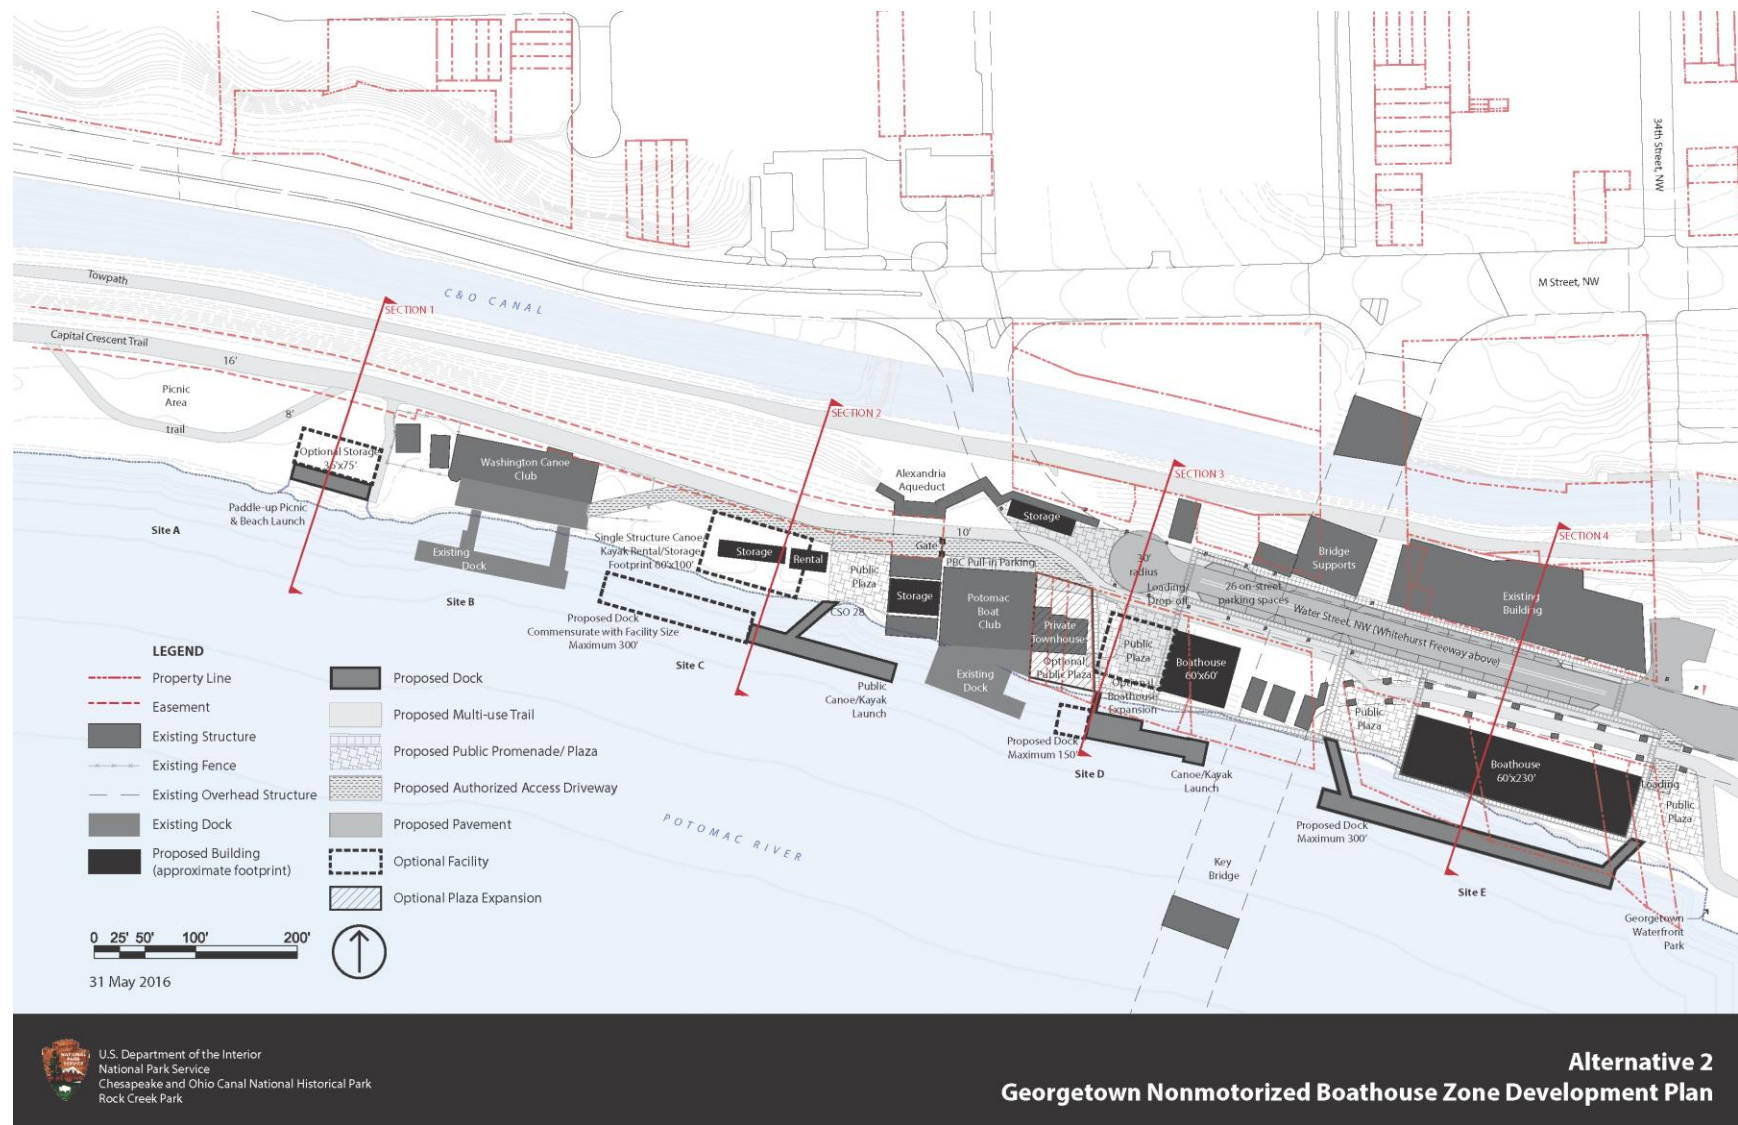 34th Street, NW
M Street, NW
Towpath
C & O CANAL
SECTION 1
Capital Crescent Trail
16'
Picnic
Area
8'
trail
SECTION 2
Optional Storage
35'x75'
Washington Canoe
Club
Alexandria
Aqueduct
SECTION 3
Paddle-up Picnic
& Beach Launch
Site A
Storage
SECTION 4
Single Structure Canoe
Kayak Rental/Storage
Footprint 60'x100'
Existing
Dock
Storage
Rental
10'
Gate
PBC Pull-in Parking
30'
radius
Loading/
Drop-off
Bridge
Supports
26 on-street
parking spaces
Existing
Building
Water Street, NW (Whitehurst Freeway above)
Public
Plaza
Storage
CSO 28
Potomac
Boat
Club
Private
Townhouses
Optional
Public Plaza
Public
Plaza
Boathouse
60'x60'
Optional
Boathouse
Expansion
Site B
Proposed Dock
Commensurate with Facility Size
Maximum 300'
Site C
Public
Canoe/Kayak
Launch
Existing
Dock
Proposed Dock
Maximum 150'
Site D
Canoe/Kayak
Launch
Public
Plaza
Boathouse
60'x230'
Loading
Public
Plaza
Proposed Dock
Maximum 300'
Site E
Key
Bridge
Georgetown
Waterfront
Park
POTOMAC RIVER
LEGEND
Property Line
Easement
Existing Structure
Existing Fence
Existing Overhead Structure
Existing Dock
Proposed Building
(approximate footprint)
Proposed Dock
Proposed Multi-use Trail
Proposed Public Promenade/ Plaza
Proposed Authorized Access Driveway
Proposed Pavement
Optional Facility
Optional Plaza Expansion
0 25' 50' 100' 200'
31 May 2016
NATIONAL
PARK
SERVICE
U.S. Department of the Interior
National Park Service
Chesapeake and Ohio Canal National Historical Park
Rock Creek Park
Alternative 2
Georgetown Nonmotorized Boathouse Zone Development Plan